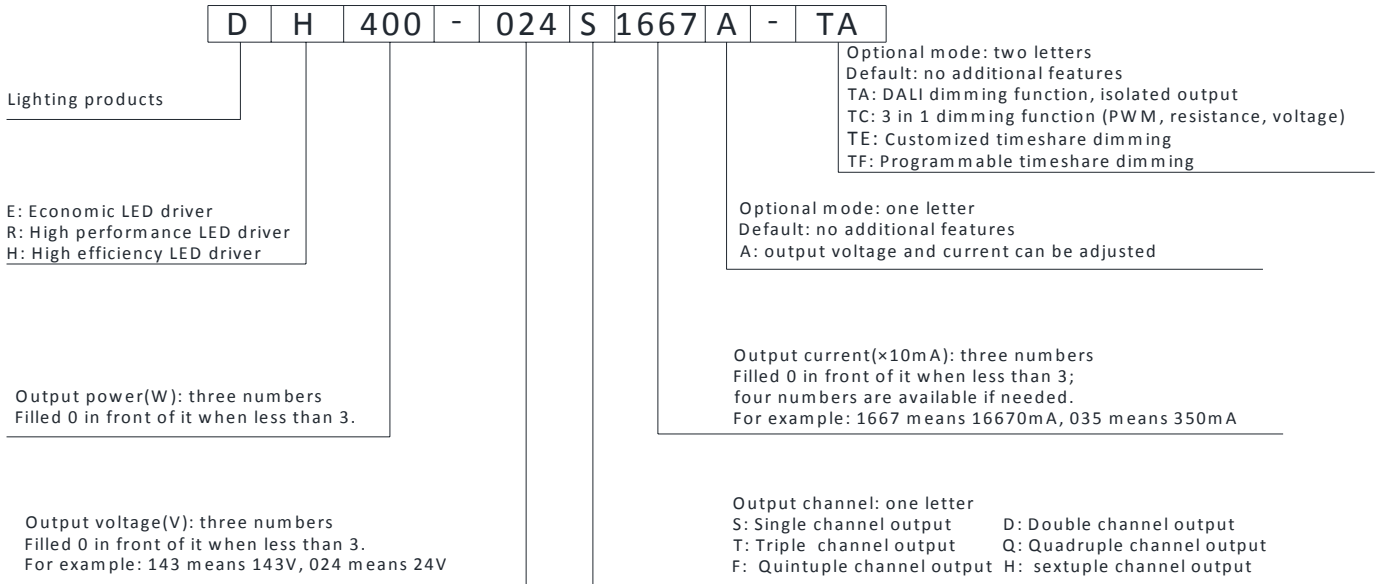 D H 400 - 024 S 1667 A - TA
Optional mode: two letters
Default: no additional features
TA: DALI dimming function, isolated output
TC: 3 in 1 dimming function (PWM, resistance, voltage)
TE: Customized timeshare dimming
TF: Programmable timeshare dimming
Lighting products
E: Economic LED driver
R: High performance LED driver
H: High efficiency LED driver
Optional mode: one letter
Default: no additional features
A: output voltage and current can be adjusted
Output power(W): three numbers
Filled 0 in front of it when less than 3.
Output current(×10mA): three numbers
Filled 0 in front of it when less than 3;
four numbers are available if needed.
For example: 1667 means 16670mA, 035 means 350mA
Output voltage(V): three numbers
Filled 0 in front of it when less than 3.
For example: 143 means 143V, 024 means 24V
Output channel: one letter
S: Single channel output D: Double channel output
T: Triple channel output Q: Quadruple channel output
F: Quintuple channel output H: sextuple channel output